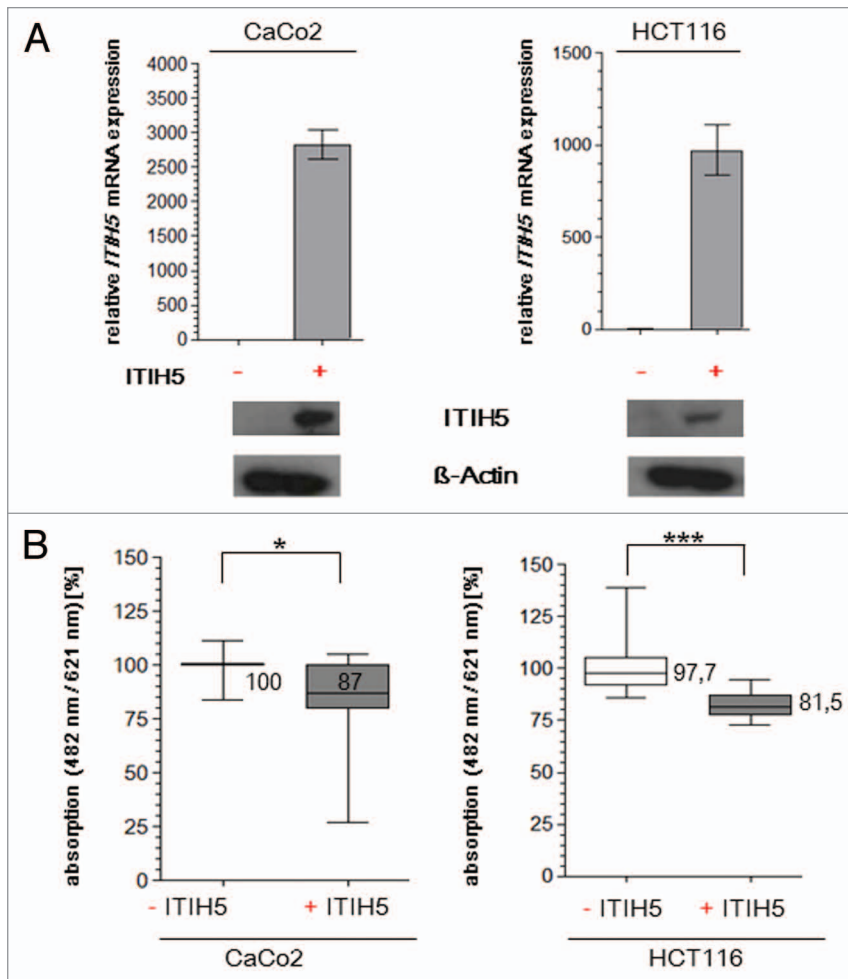 A
CaCo2
HCT116
relative ITIH5 mRNA expression
4000
3500
3000
2500
2000
1500
1000
500
0
relative ITIH5 mRNA expression
1500
1000
500
0
ITIH5 - +
- +
ITIH5
ß-Actin
B
absorption (482 nm / 621 nm) [%]
150
125
100
75
50
25
0
*
100
87
- ITIH5 + ITIH5
CaCo2
absorption (482 nm / 621 nm) [%]
150
125
100
75
50
25
0
***
97,7
81,5
- ITIH5 + ITIH5
HCT116